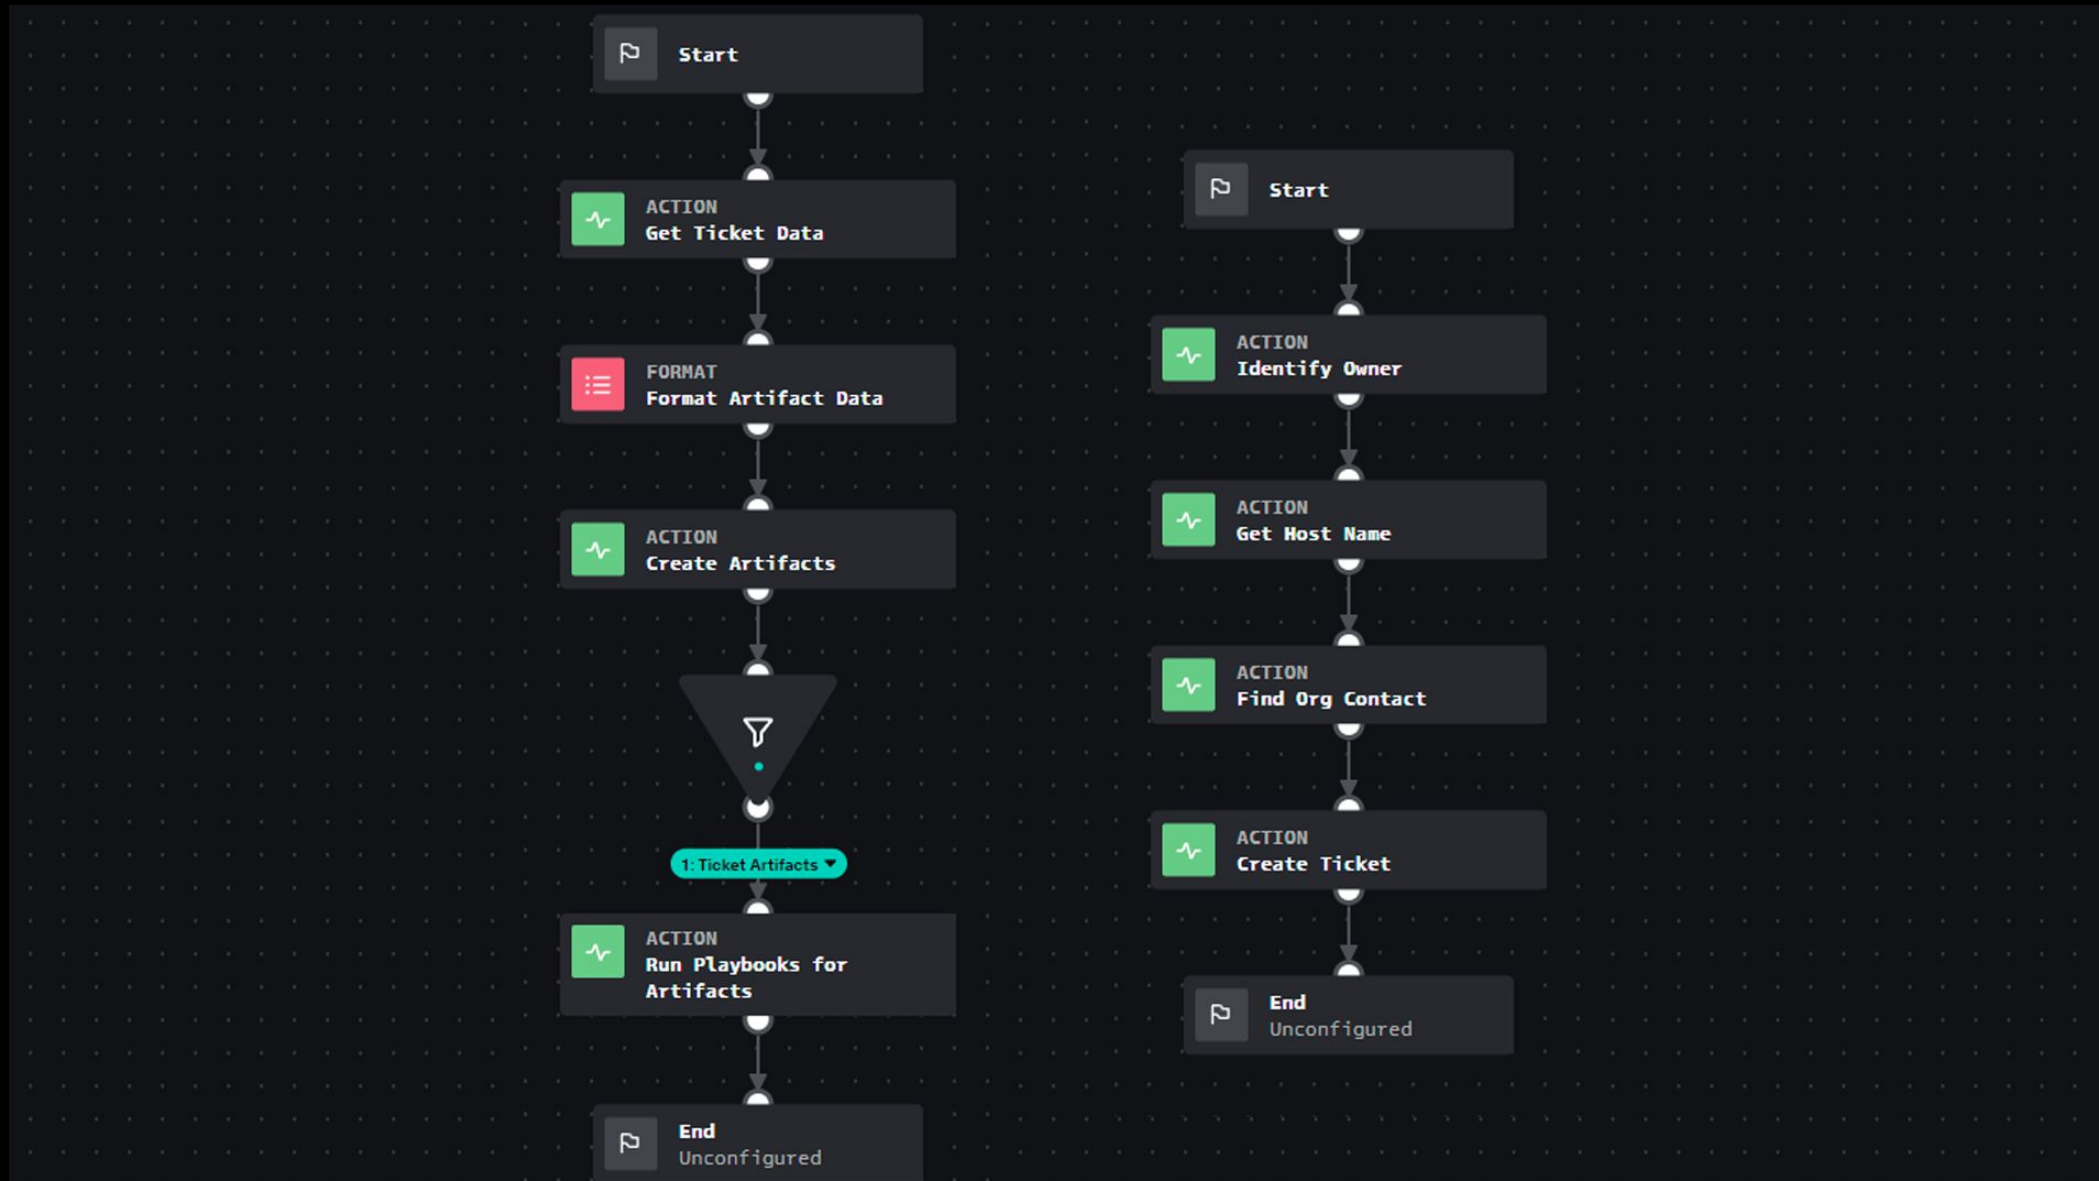 Start
ACTION
Get Ticket Data
FORMAT
Format Artifact Data
ACTION
Create Artifacts
1: Ticket Artifacts
ACTION
Run Playbooks for
Artifacts
End
Unconfigured
Start
ACTION
Identify Owner
ACTION
Get Host Name
ACTION
Find Org Contact
ACTION
Create Ticket
End
Unconfigured